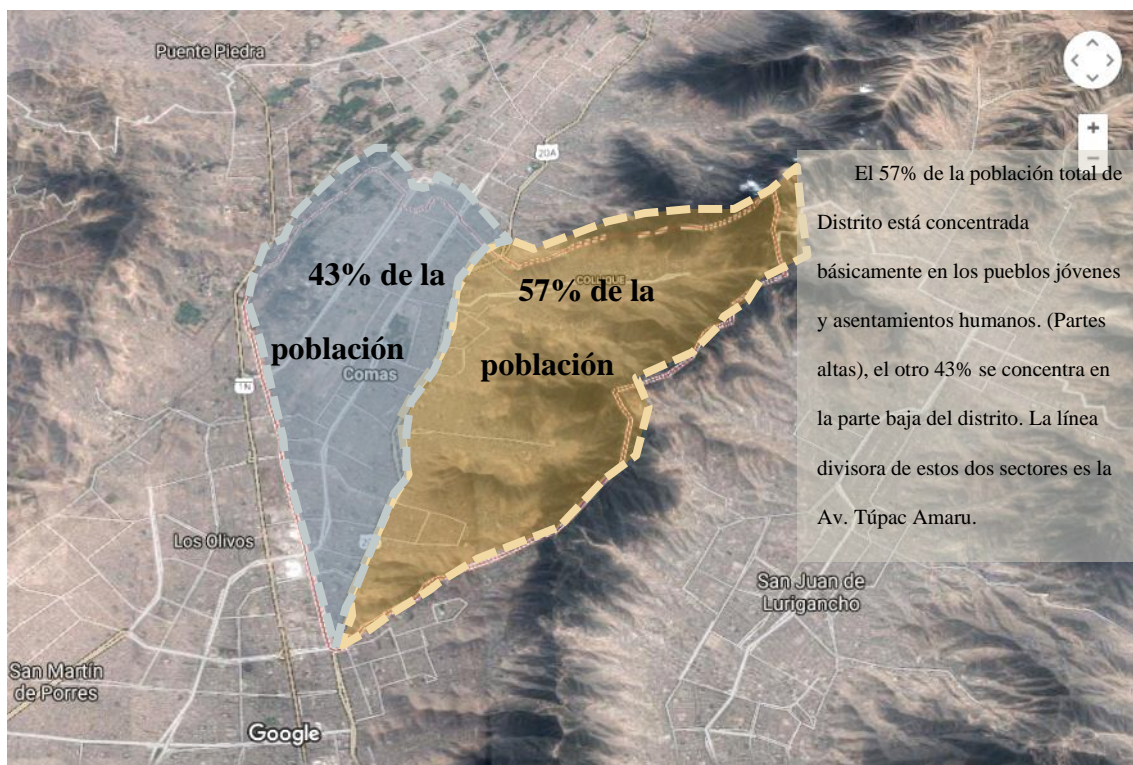 Puente Piedra
20A
43% de la
población
Comas
COLLIQUE
57% de la
población
1N
Los Olivos
San Martín
de Porres
San Juan de
Lurigancho
Google
El 57% de la población total de
Distrito está concentrada
básicamente en los pueblos jóvenes
y asentamientos humanos. (Partes
altas), el otro 43% se concentra en
la parte baja del distrito. La línea
divisora de estos dos sectores es la
Av. Túpac Amaru.